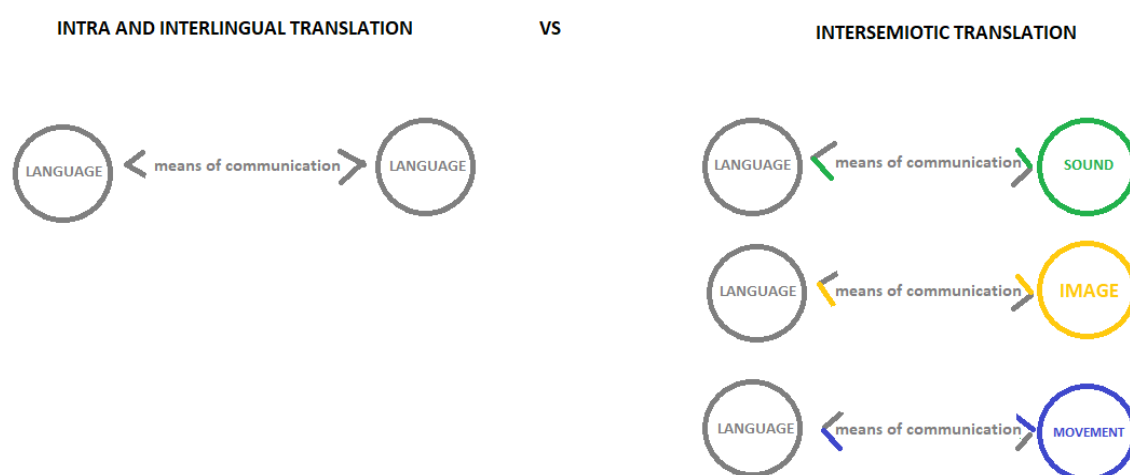 INTRA AND INTERLINGUAL TRANSLATION VS INTERSEMIOTIC TRANSLATION
LANGUAGE means of communication LANGUAGE
LANGUAGE means of communication SOUND
LANGUAGE means of communication IMAGE
LANGUAGE means of communication MOVEMENT